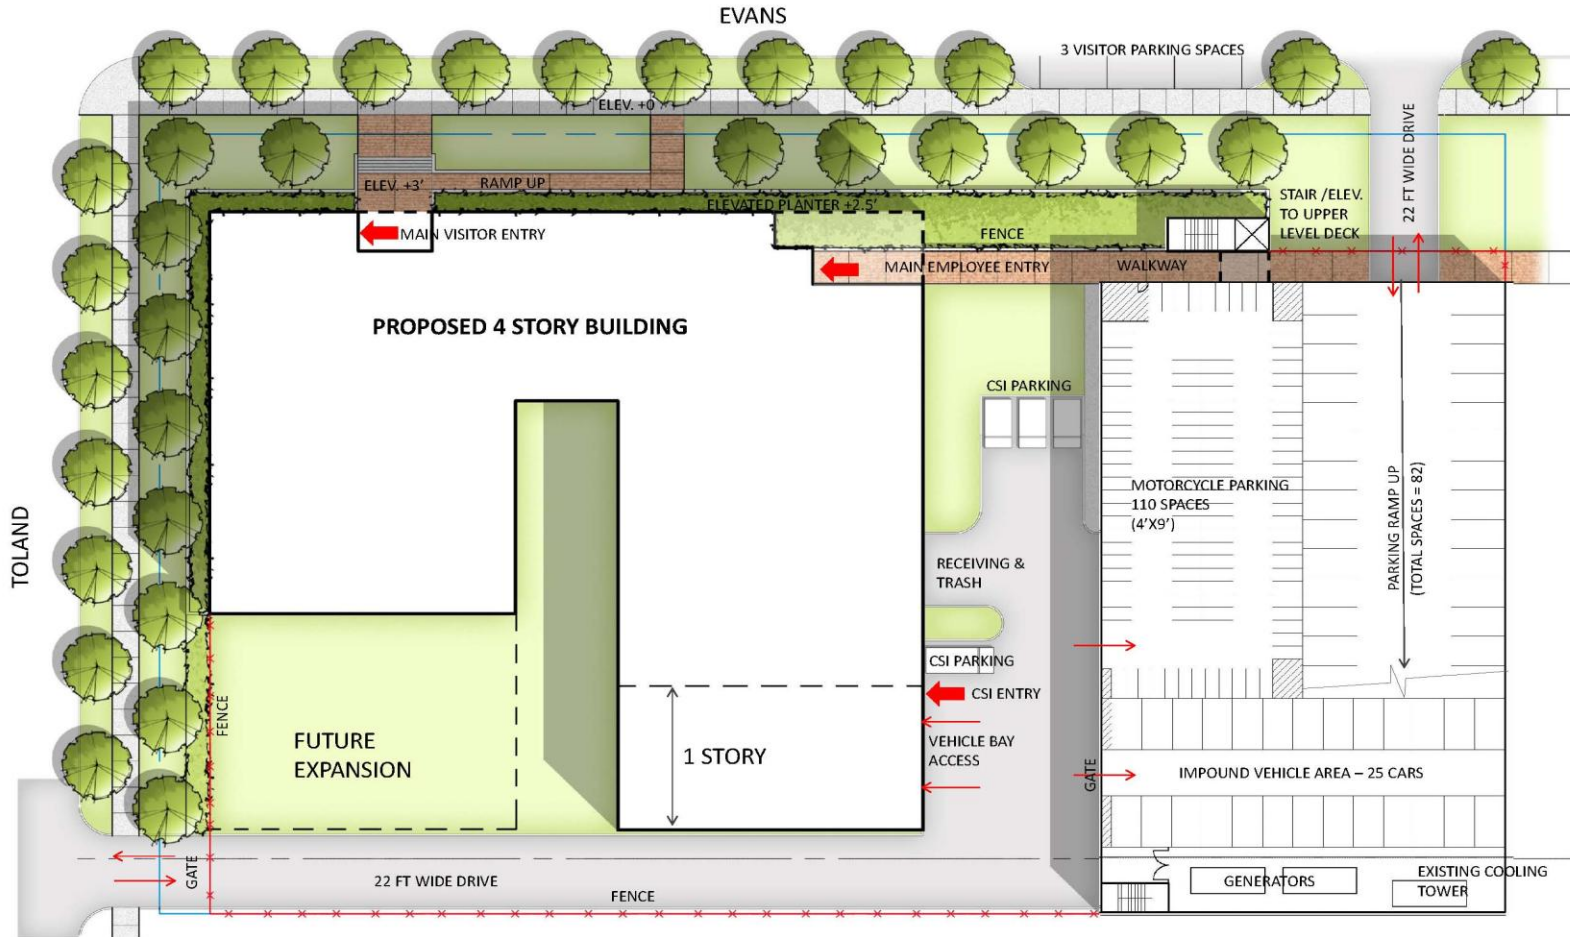 EVANS
3 VISITOR PARKING SPACES
ELEV. +0
22 FT WIDE DRIVE
ELEV. +3'
RAMP UP
ELEVATED PLANTER +2.5'
STAIR /ELEV.
TO UPPER
LEVEL DECK
MAIN VISITOR ENTRY
FENCE
MAIN EMPLOYEE ENTRY
WALKWAY
PROPOSED 4 STORY BUILDING
CSI PARKING
MOTORCYCLE PARKING
110 SPACES
(4'X9')
PARKING RAMP UP
(TOTAL SPACES = 82)
TOLAND
RECEIVING &
TRASH
CSI PARKING
CSI ENTRY
FENCE
FUTURE
EXPANSION
1 STORY
VEHICLE BAY
ACCESS
GATE
IMPOUND VEHICLE AREA – 25 CARS
GATE
22 FT WIDE DRIVE
FENCE
GENERATORS
EXISTING COOLING
TOWER